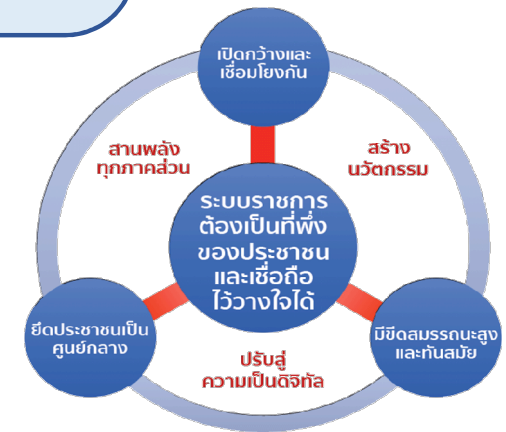 เปิดกว้างและ
เชื่อมโยงกัน
สานพลัง
ทุกภาคส่วน
สร้าง
นวัตกรรม
ระบบราชการ
ต้องเป็นที่พึ่ง
ของประชาชน
และเชื่อถือ
ไว้วางใจได้
ยึดประชาชนเป็น
ศูนย์กลาง
มีขีดสมรรถนะสูง
และทันสมัย
ปรับสู่
ความเป็นดิจิทัล